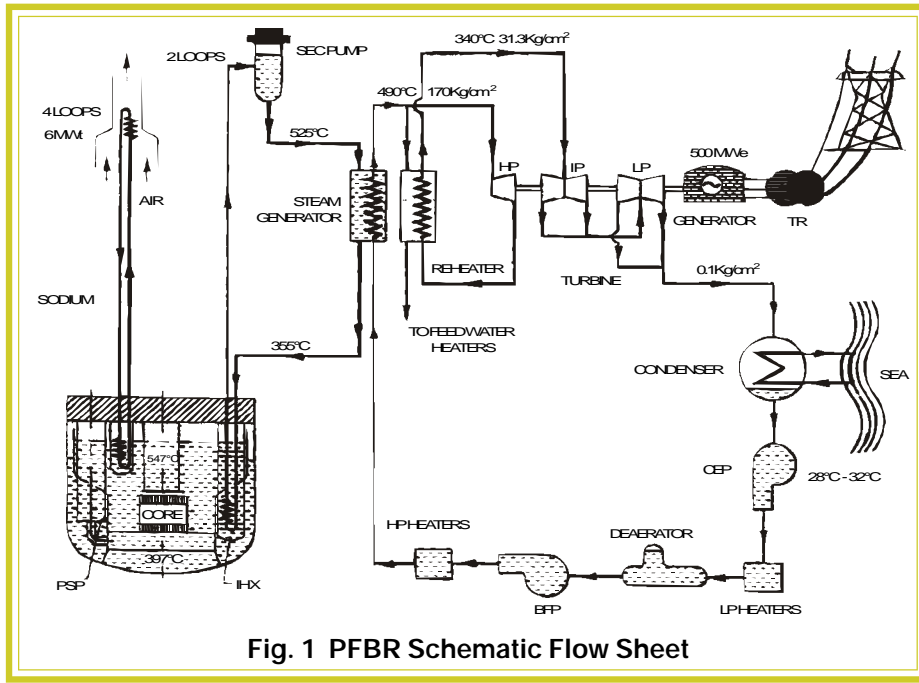 340°C 31.3Kg/cm²
2 LOOPS
SEC PUMP
490°C 170Kg/cm²
4 LOOPS
6 MWt
525°C
HP
IP
LP
500 MWe
AIR
STEAM
GENERATOR
GENERATOR
TR
REHEATER
TURBINE
0.1Kg/cm²
SODIUM
TO FEED WATER
HEATERS
355°C
CONDENSER
SEA
547°C
CEP
28°C - 32°C
CORE
HP HEATERS
DEAERATOR
397°C
PSP
IHX
BFP
LP HEATERS
Fig. 1 PFBR Schematic Flow Sheet